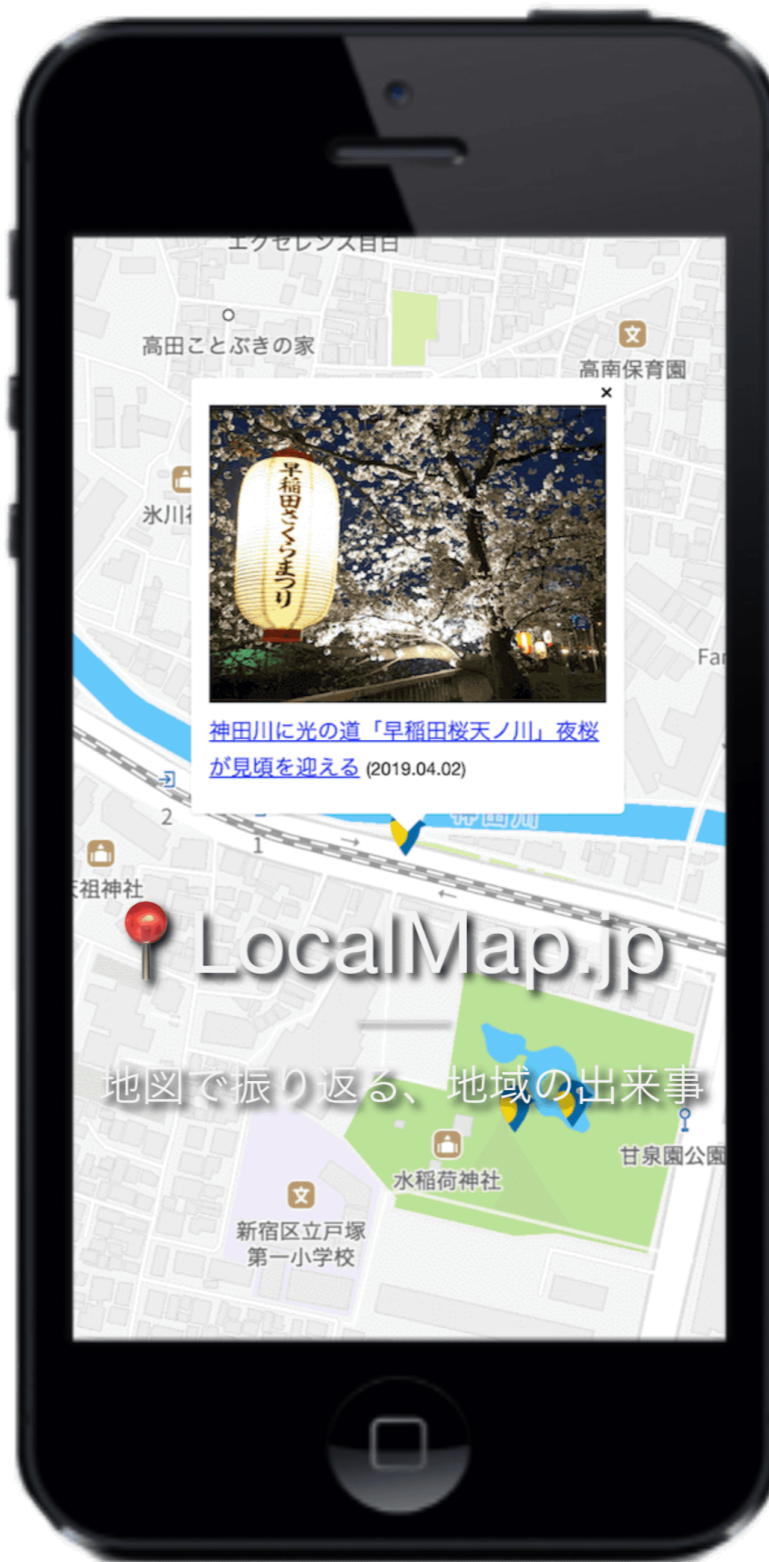 エクセレンス目白
高田ことぶきの家
高南保育園
×
氷川
早稲田さくらまつり
Fa
神田川に光の道「早稲田桜天ノ川」夜桜
が見頃を迎える (2019.04.02)
神田川
2
1
天祖神社
LocalMap.jp
地図で振り返る、地域の出来事
甘泉園公園
水稲荷神社
新宿区立戸塚
第一小学校